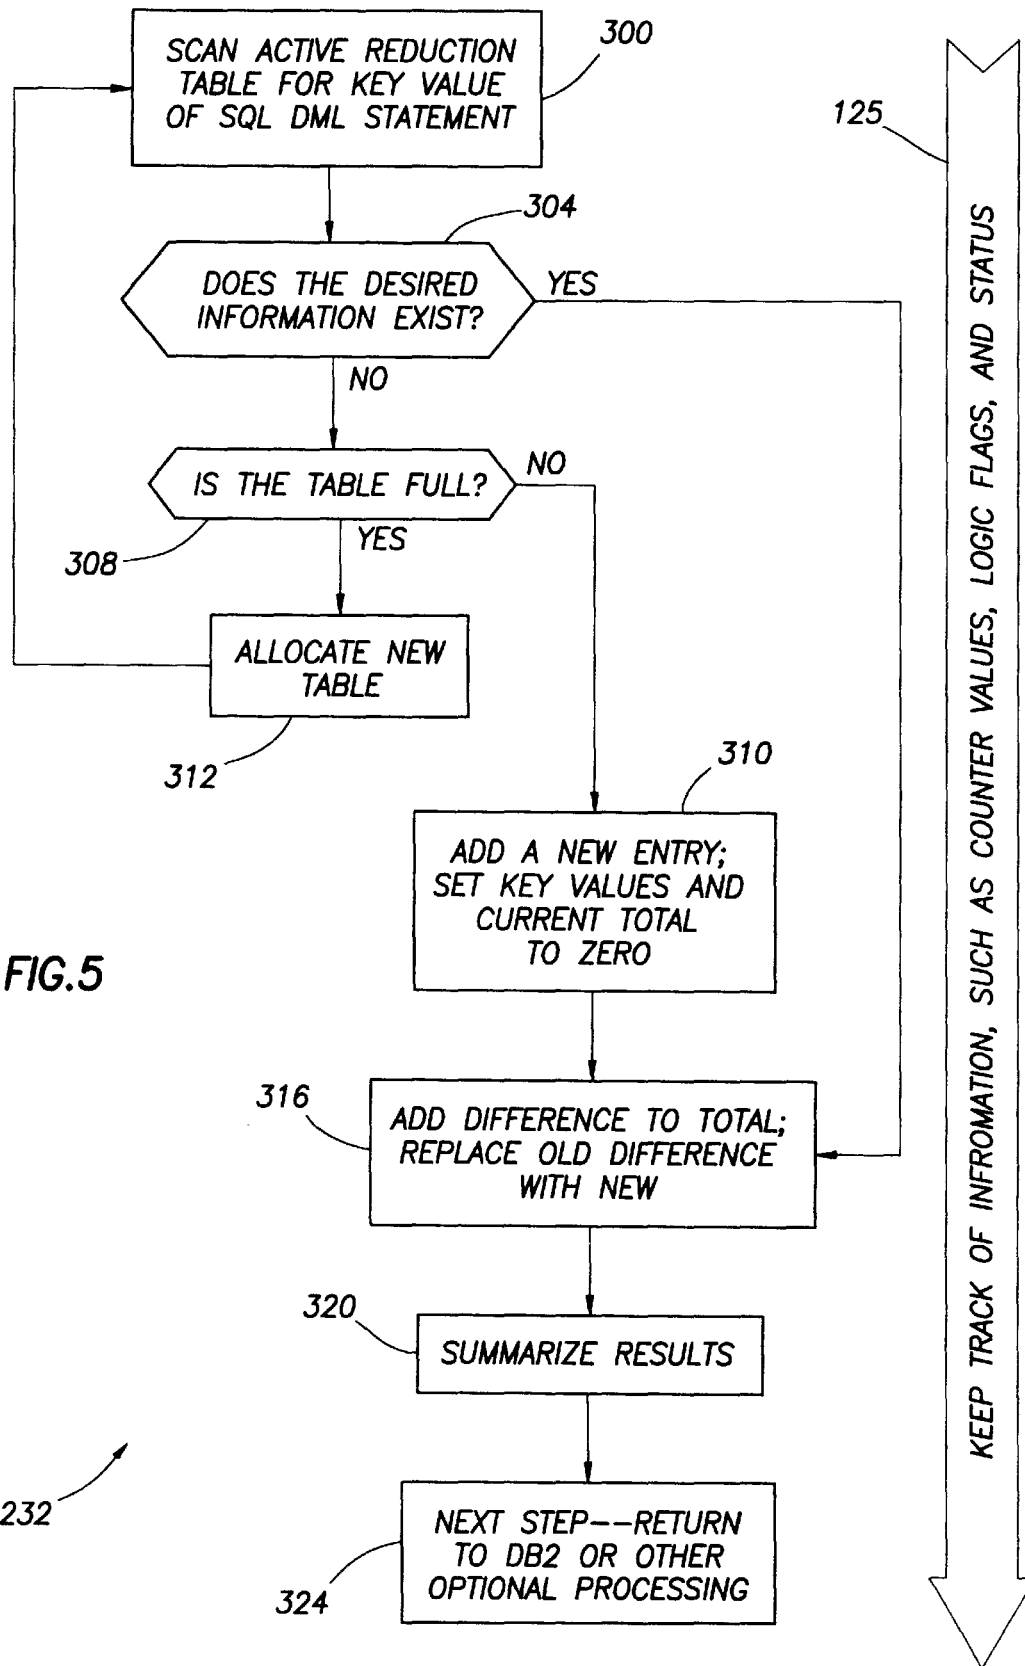 SCAN ACTIVE REDUCTION
TABLE FOR KEY VALUE
OF SQL DML STATEMENT
300
125
304
DOES THE DESIRED
INFORMATION EXIST?
YES
NO
IS THE TABLE FULL?
NO
YES
308
ALLOCATE NEW
TABLE
312
310
ADD A NEW ENTRY;
SET KEY VALUES AND
CURRENT TOTAL
TO ZERO
FIG.5
316
ADD DIFFERENCE TO TOTAL;
REPLACE OLD DIFFERENCE
WITH NEW
320
SUMMARIZE RESULTS
232
NEXT STEP--RETURN
TO DB2 OR OTHER
OPTIONAL PROCESSING
324
KEEP TRACK OF INFROMATION, SUCH AS COUNTER VALUES, LOGIC FLAGS, AND STATUS